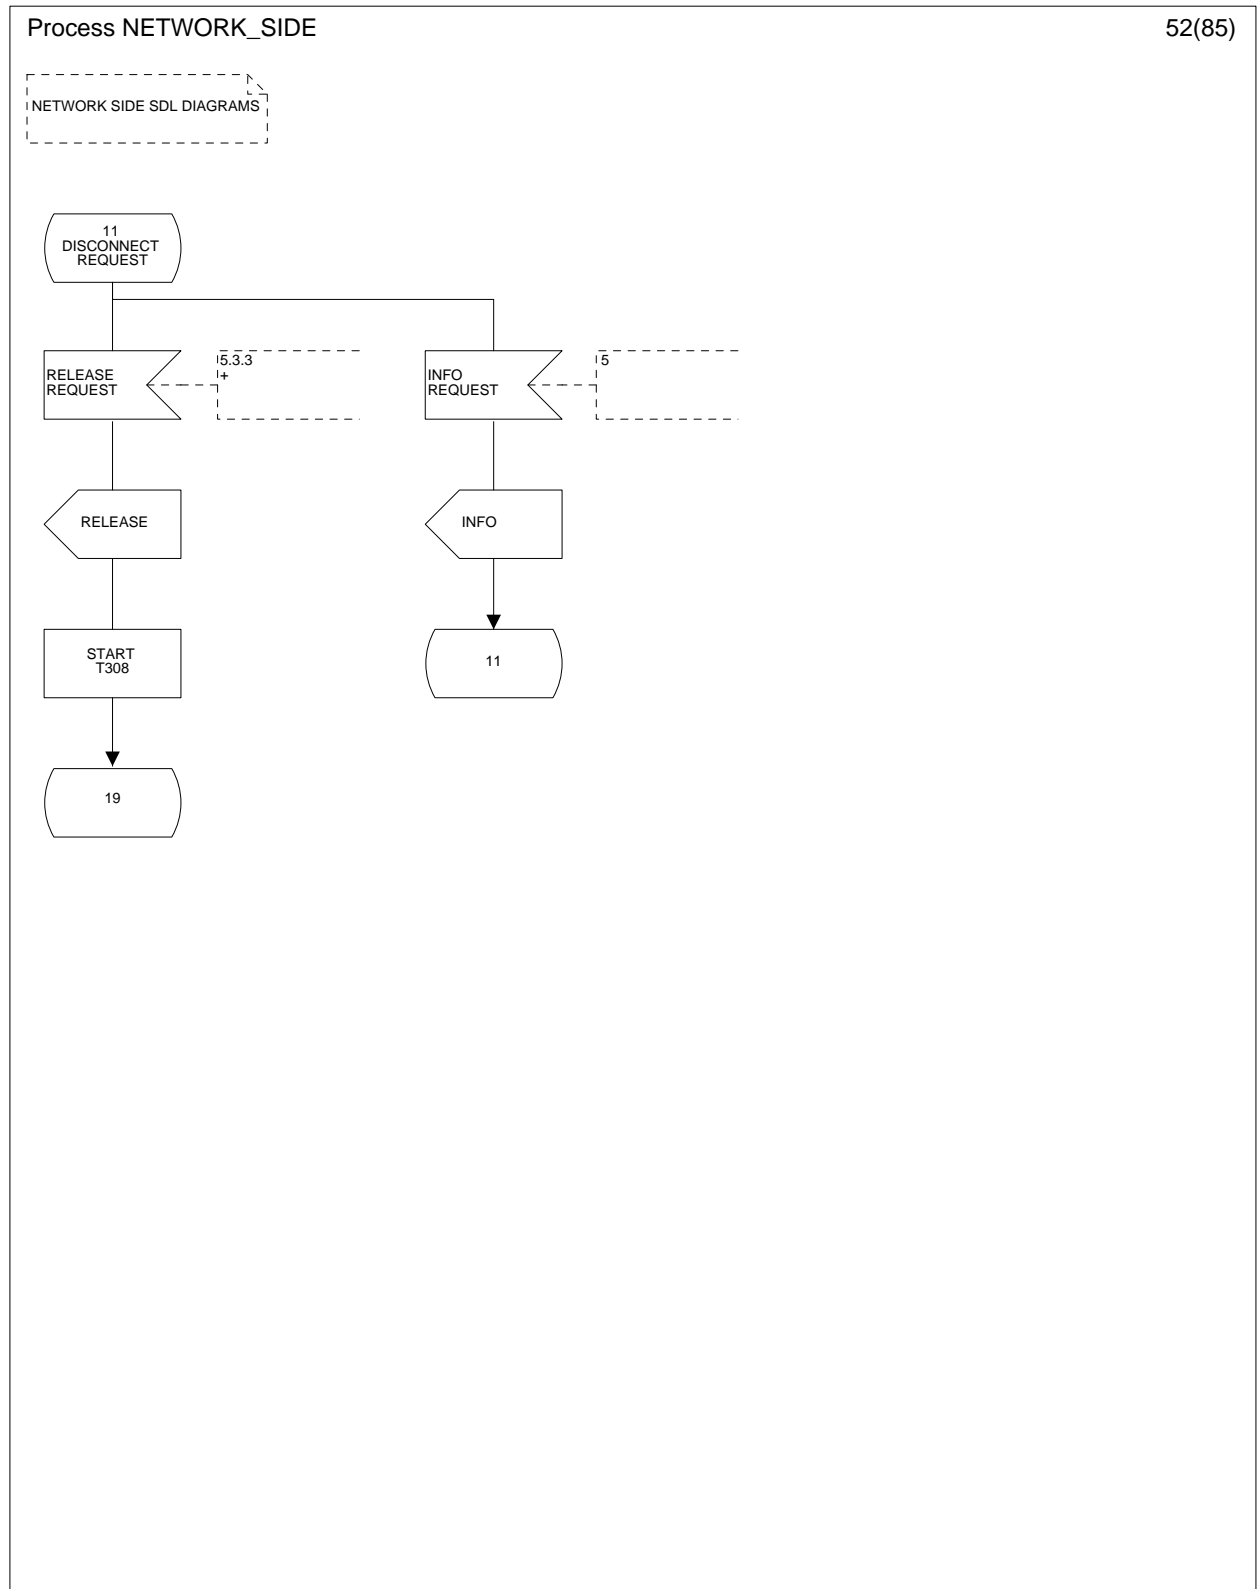 Process NETWORK_SIDE
52(85)
NETWORK SIDE SDL DIAGRAMS
11
DISCONNECT
REQUEST
RELEASE
REQUEST
5.3.3
+
INFO
REQUEST
5
RELEASE
INFO
START
T308
11
19